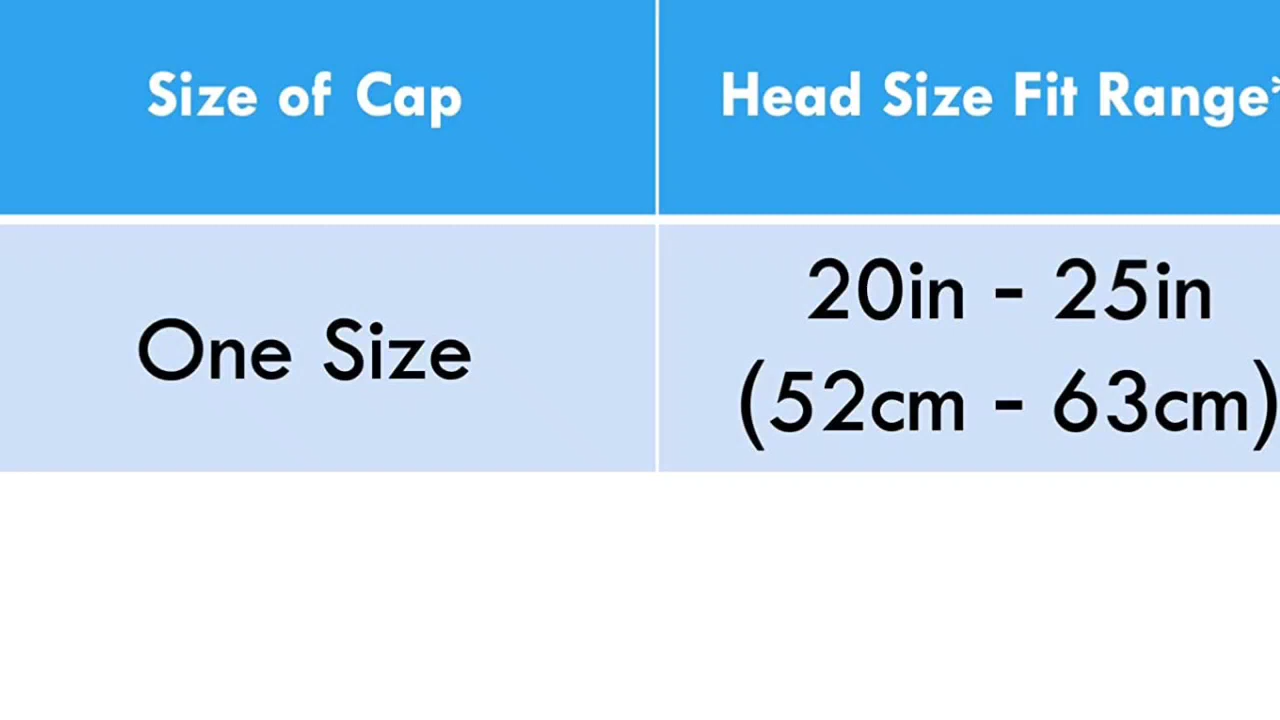 Size of Cap
Head Size Fit Range*
One Size
20in - 25in
(52cm - 63cm)